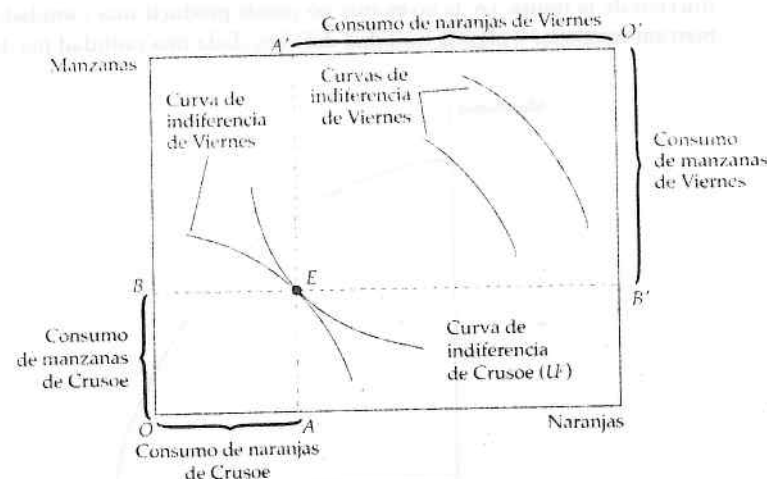 Consumo de naranjas de Viernes
A'
O'
Manzanas
Curva de
indiferencia
de Viernes
Curvas de
indiferencia
de Viernes
Consumo
de manzanas
de Viernes
B
E
B'
Consumo
de manzanas
de Crusoe
Curva de
indiferencia
de Crusoe (U)
O
A
Naranjas
Consumo de naranjas
de Crusoe